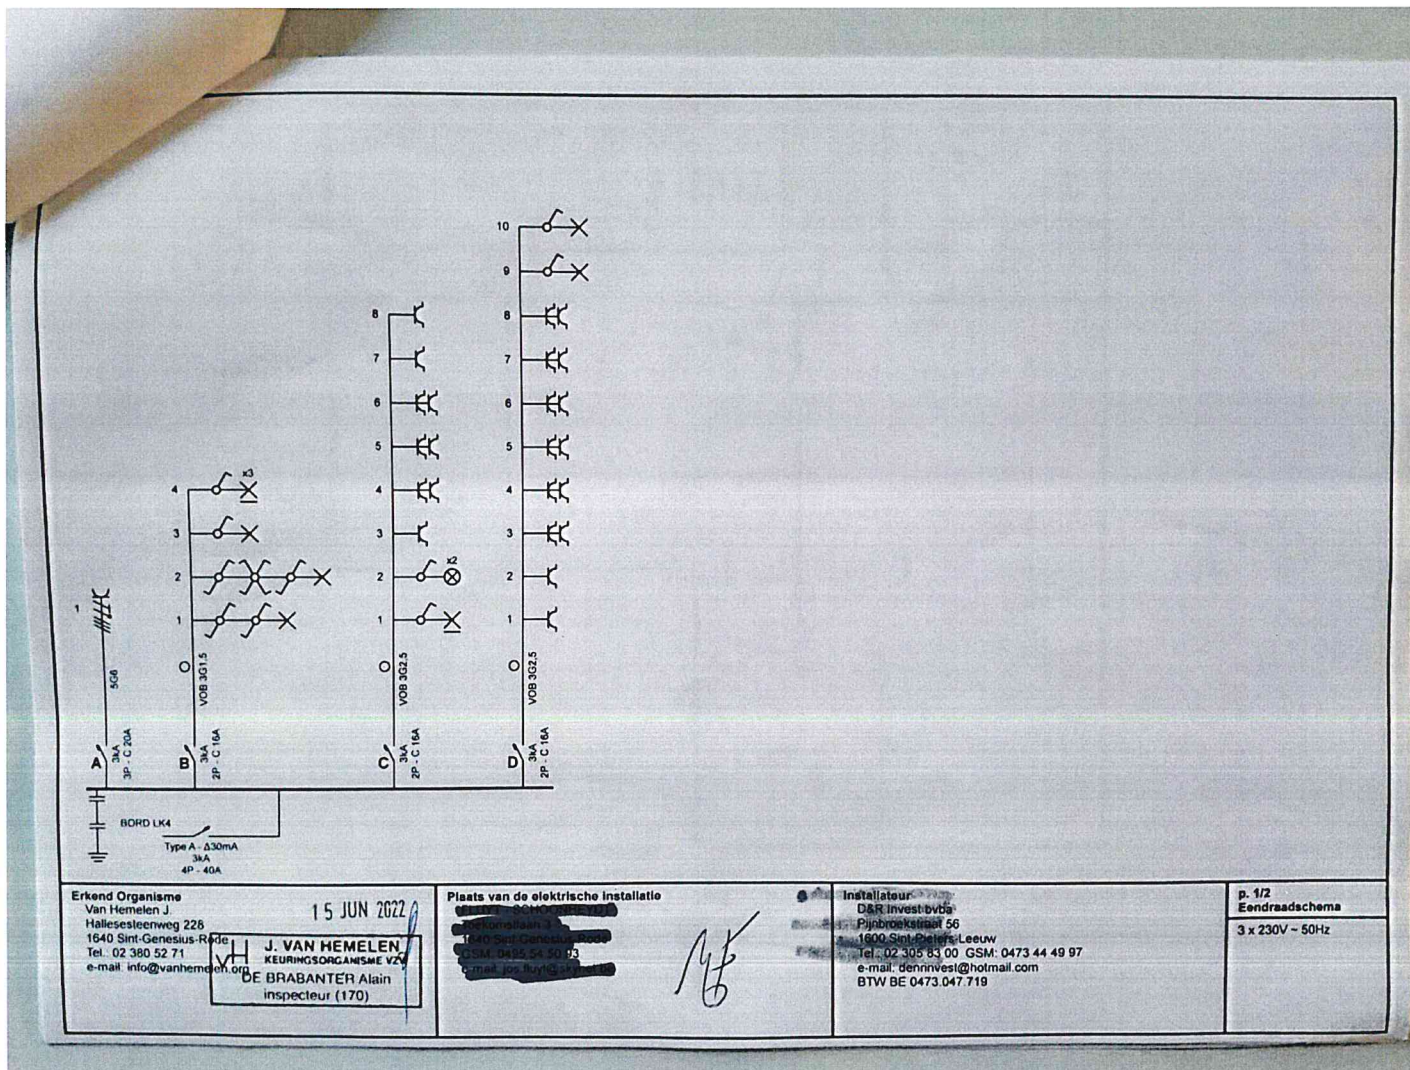 10
9
8
8
7
7
6
6
5
5
x3
4
4
4
3
3
3
x2
2
2
2
1
1
1
1
5G6
VOB 3G1,5
VOB 3G2,5
VOB 3G2,5
A
3kA
3P - C 20A
B
3kA
2P - C 16A
C
3kA
2P - C 16A
D
3kA
2P - C 16A
BORD LK4
Type A - Δ30mA
3kA
4P - 40A
Erkend Organisme
Van Hemelen J.
Hallesesteenweg 228
1640 Sint-Genesius-Rode
Tel.: 02 380 52 71
e-mail: info@vanhemelen.org
15 JUN 2022
VH
J. VAN HEMELEN
KEURINGSORGANISME VZW
DE BRABANTER Alain
inspecteur (170)
Plaats van de elektrische installatie
Installateur
D&R Invest bvba
Pijnbroekstraat 56
1600 Sint-Pieters-Leeuw
Tel.: 02 305 83 00 GSM: 0473 44 49 97
e-mail: denninvest@hotmail.com
BTW BE 0473.047.719
p. 1/2
Eendraadschema
3 x 230V ~ 50Hz